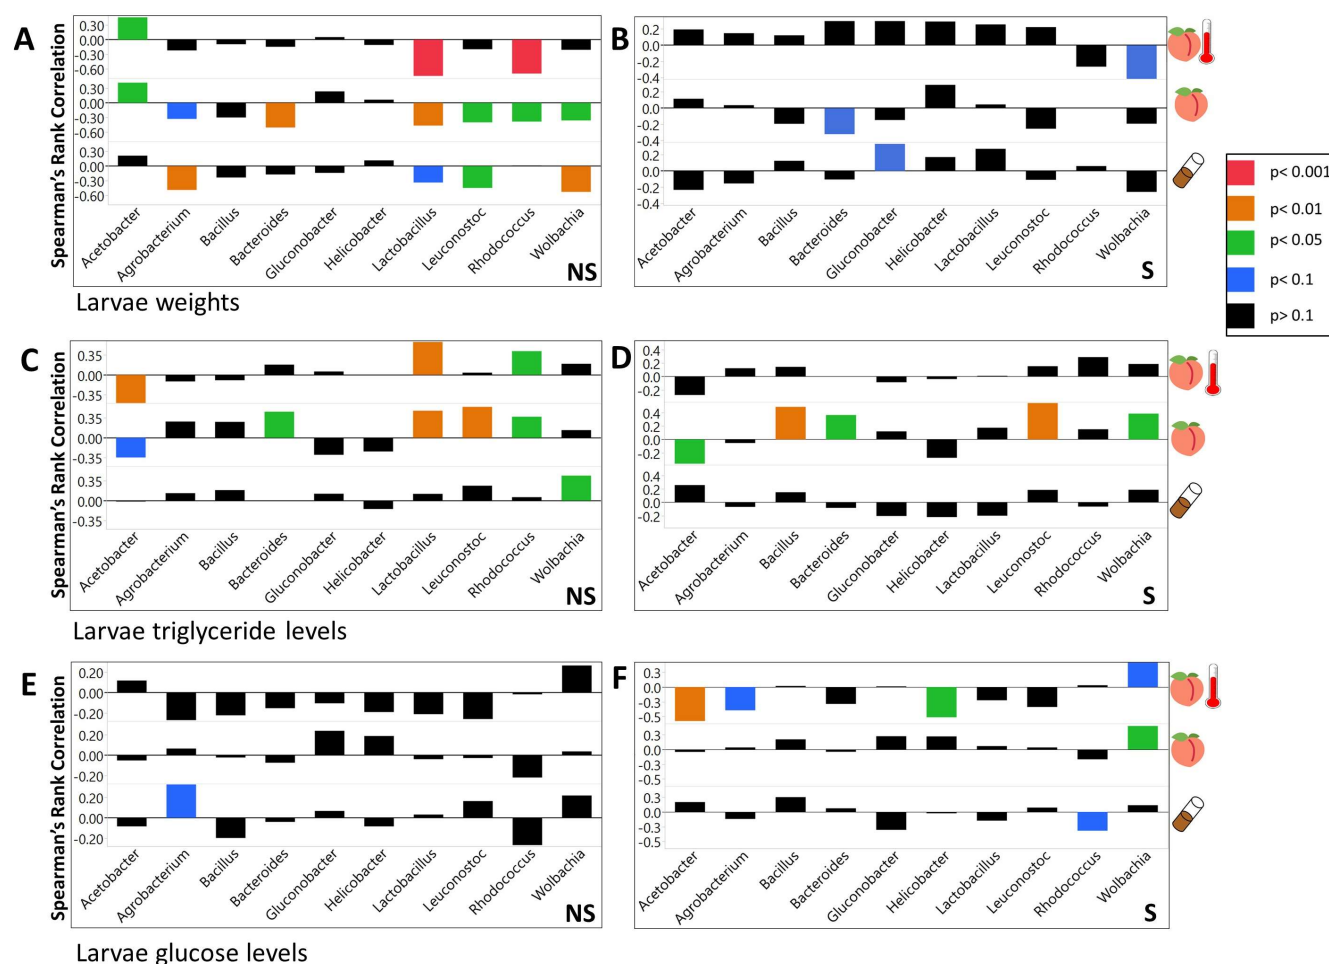 A
Spearman's Rank Correlation
0.30
0.00
-0.30
-0.60
0.30
0.00
-0.30
-0.60
0.30
0.00
-0.30
-0.60
Acetobacter
Agrobacterium
Bacillus
Bacteroides
Gluconobacter
Helicobacter
Lactobacillus
Leuconostoc
Rhodococcus
Wolbachia
NS
Larvae weights
B
0.2
0.0
-0.2
-0.4
0.2
0.0
-0.2
-0.4
0.2
0.0
-0.2
-0.4
Acetobacter
Agrobacterium
Bacillus
Bacteroides
Gluconobacter
Helicobacter
Lactobacillus
Leuconostoc
Rhodococcus
Wolbachia
S
p< 0.001
p< 0.01
p< 0.05
p< 0.1
p> 0.1
C
Spearman's Rank Correlation
0.35
0.00
-0.35
0.35
0.00
-0.35
0.35
0.00
-0.35
Acetobacter
Agrobacterium
Bacillus
Bacteroides
Gluconobacter
Helicobacter
Lactobacillus
Leuconostoc
Rhodococcus
Wolbachia
NS
Larvae triglyceride levels
D
0.4
0.2
0.0
-0.2
0.4
0.2
0.0
-0.2
0.4
0.2
0.0
-0.2
Acetobacter
Agrobacterium
Bacillus
Bacteroides
Gluconobacter
Helicobacter
Lactobacillus
Leuconostoc
Rhodococcus
Wolbachia
S
E
Spearman's Rank Correlation
0.20
0.00
-0.20
0.20
0.00
-0.20
0.20
0.00
-0.20
Acetobacter
Agrobacterium
Bacillus
Bacteroides
Gluconobacter
Helicobacter
Lactobacillus
Leuconostoc
Rhodococcus
Wolbachia
NS
Larvae glucose levels
F
0.3
0.0
-0.3
-0.5
0.3
0.0
-0.3
-0.5
0.3
0.0
-0.3
-0.5
Acetobacter
Agrobacterium
Bacillus
Bacteroides
Gluconobacter
Helicobacter
Lactobacillus
Leuconostoc
Rhodococcus
Wolbachia
S